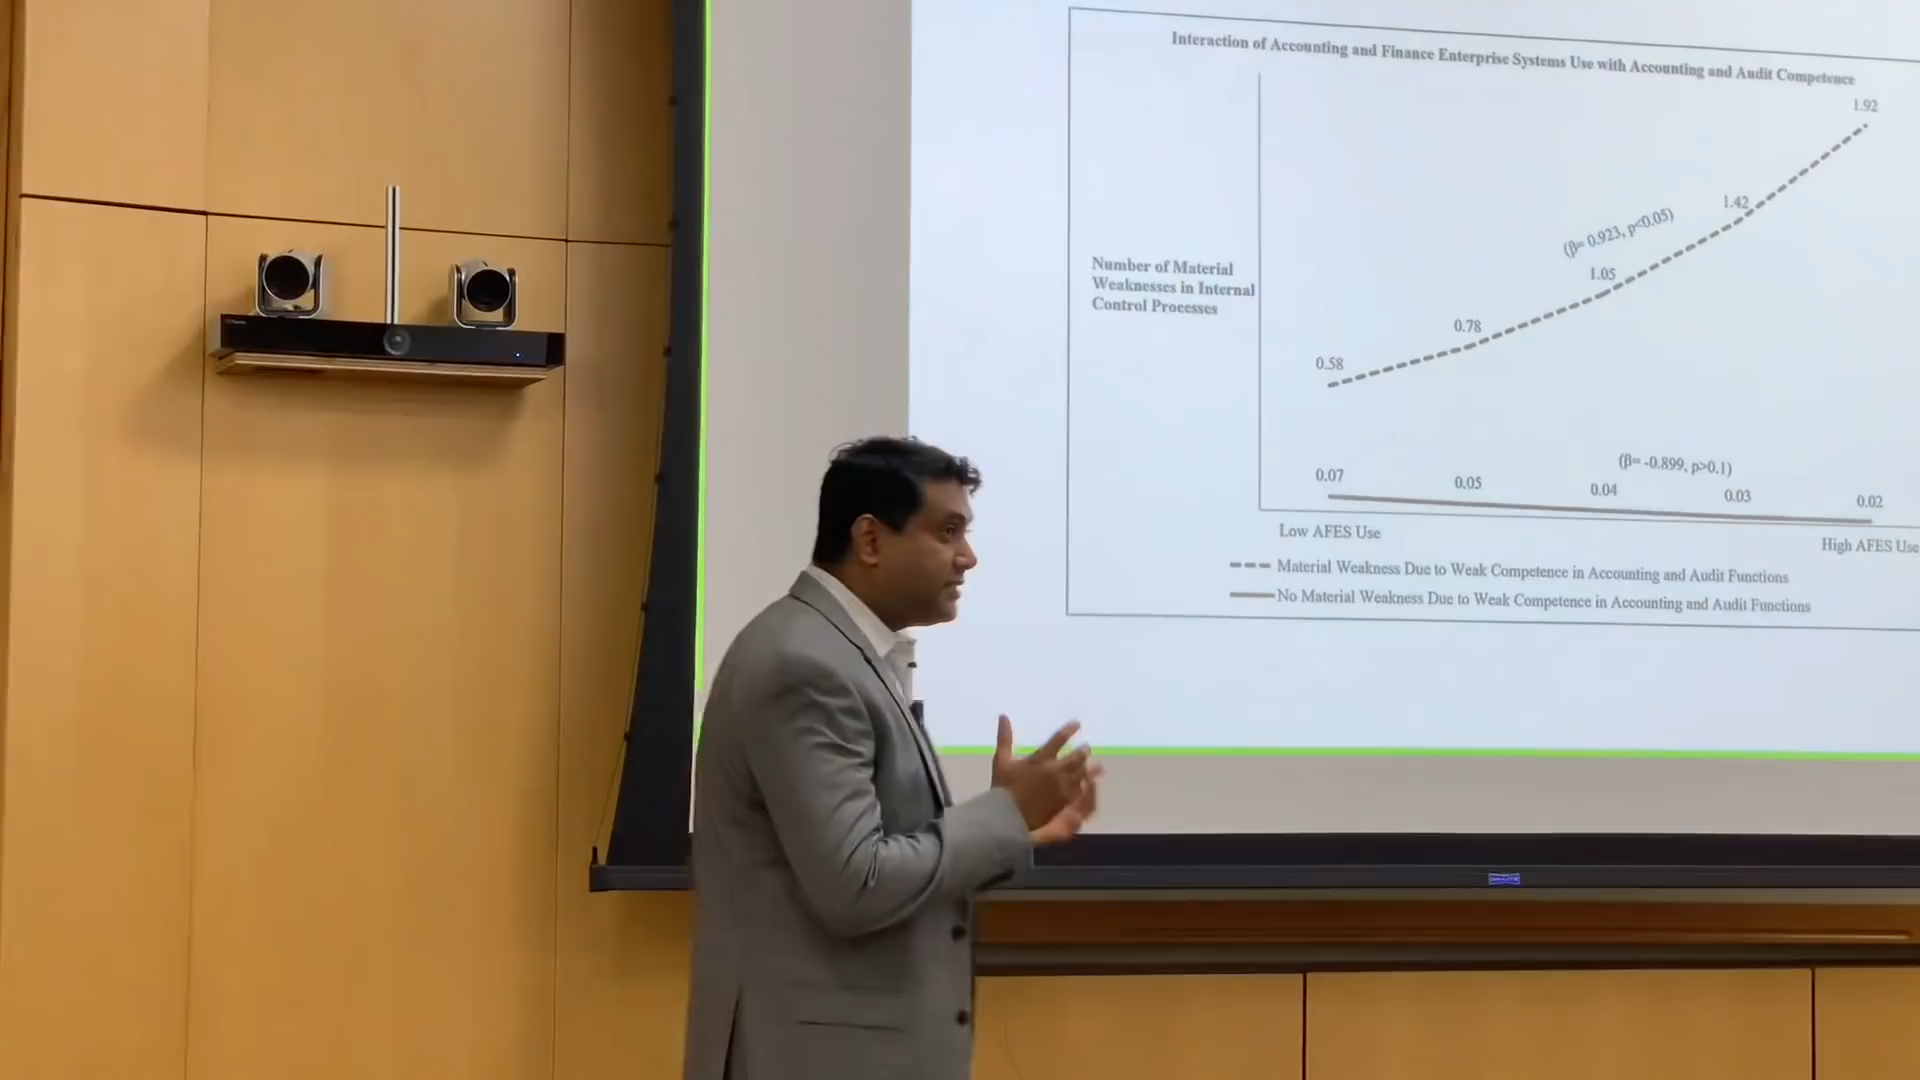 Interaction of Accounting and Finance Enterprise Systems Use with Accounting and Audit Competence
1.92
1.42
(β= 0.923, p<0.05)
1.05
0.78
0.58
Number of Material
Weaknesses in Internal
Control Processes
(β= -0.899, p>0.1)
0.07
0.05
0.04
0.03
0.02
Low AFES Use
High AFES Use
Material Weakness Due to Weak Competence in Accounting and Audit Functions
No Material Weakness Due to Weak Competence in Accounting and Audit Functions